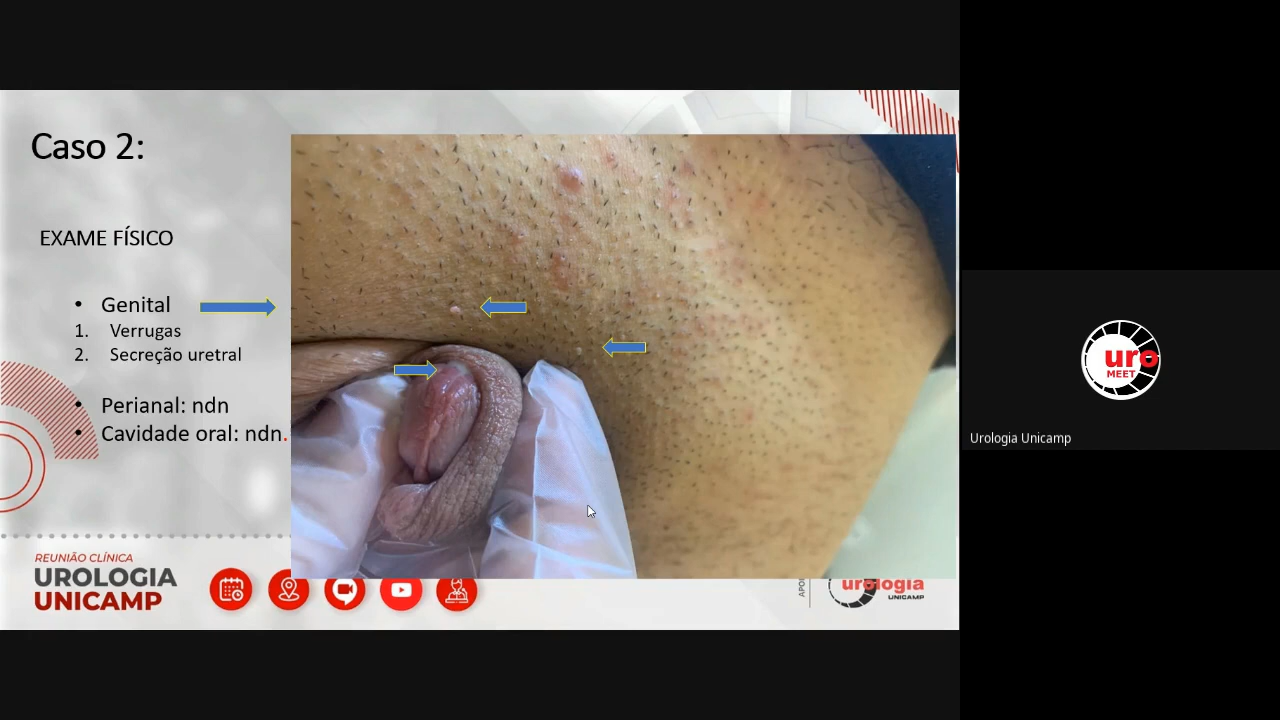 Caso 2:
EXAME FÍSICO
• Genital
1. Verrugas
2. Secreção uretral
• Perianal: ndn
• Cavidade oral: ndn.
REUNIÃO CLÍNICA
UROLOGIA
UNICAMP
urologia
UNICAMP
uro
MEET
Urologia Unicamp